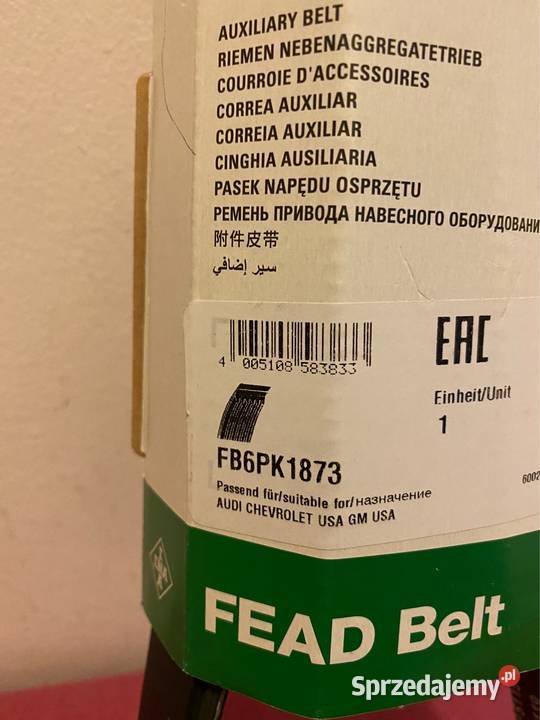 AUXILIARY BELT
RIEMEN NEBENAGGREGATETRIEB
COURROIE D'ACCESSOIRES
CORREA AUXILIAR
CORREIA AUXILIAR
CINGHIA AUSILIARIA
PASEK NAPĘDU OSPRZĘTU
РЕМЕНЬ ПРИВОДА НАВЕСНОГО ОБОРУДОВАНИ
附件皮带
سير إضافي
EAC
4 005108 583833
Einheit/Unit
1
FB6PK1873
6002
Passend für/suitable for/назначение
AUDI CHEVROLET USA GM USA
FEAD Belt
Sprzedajemy.pl